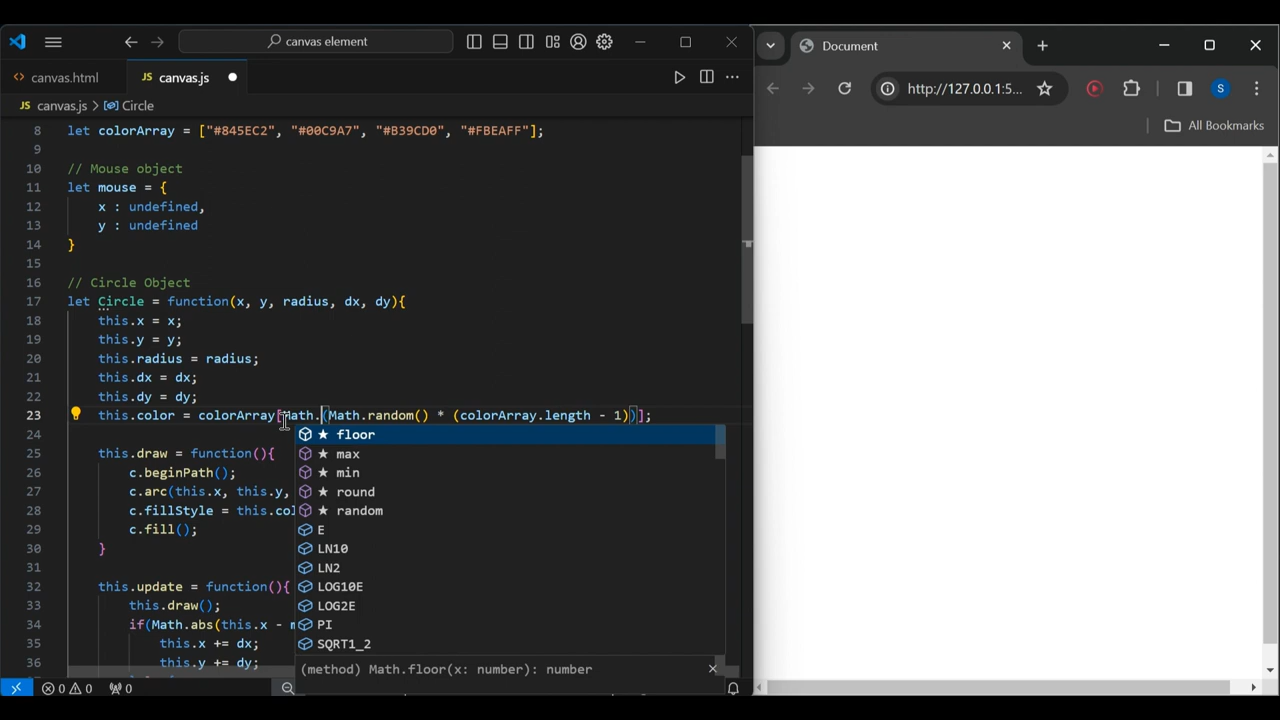 canvas element
Document
canvas.html
JS canvas.js
http://127.0.0.1:5...
S
JS canvas.js > Circle
All Bookmarks
8 let colorArray = ["#845EC2", "#00C9A7", "#B39CD0", "#FBEAFF"];
9
10 // Mouse object
11 let mouse = {
12 x : undefined,
13 y : undefined
14 }
15
16 // Circle Object
17 let Circle = function(x, y, radius, dx, dy){
18 this.x = x;
19 this.y = y;
20 this.radius = radius;
21 this.dx = dx;
22 this.dy = dy;
23 this.color = colorArray[Math.(Math.random() * (colorArray.length - 1))];
24
floor
25 this.draw = function(){
max
26 c.beginPath();
min
27 c.arc(this.x, this.y,
round
28 c.fillStyle = this.col
random
29 c.fill();
E
30 }
LN10
31
LN2
32 this.update = function(){
LOG10E
33 this.draw();
LOG2E
34 if(Math.abs(this.x - m
PI
35 this.x += dx;
SQRT1_2
36 this.y += dy;
(method) Math.floor(x: number): number
0 0 0